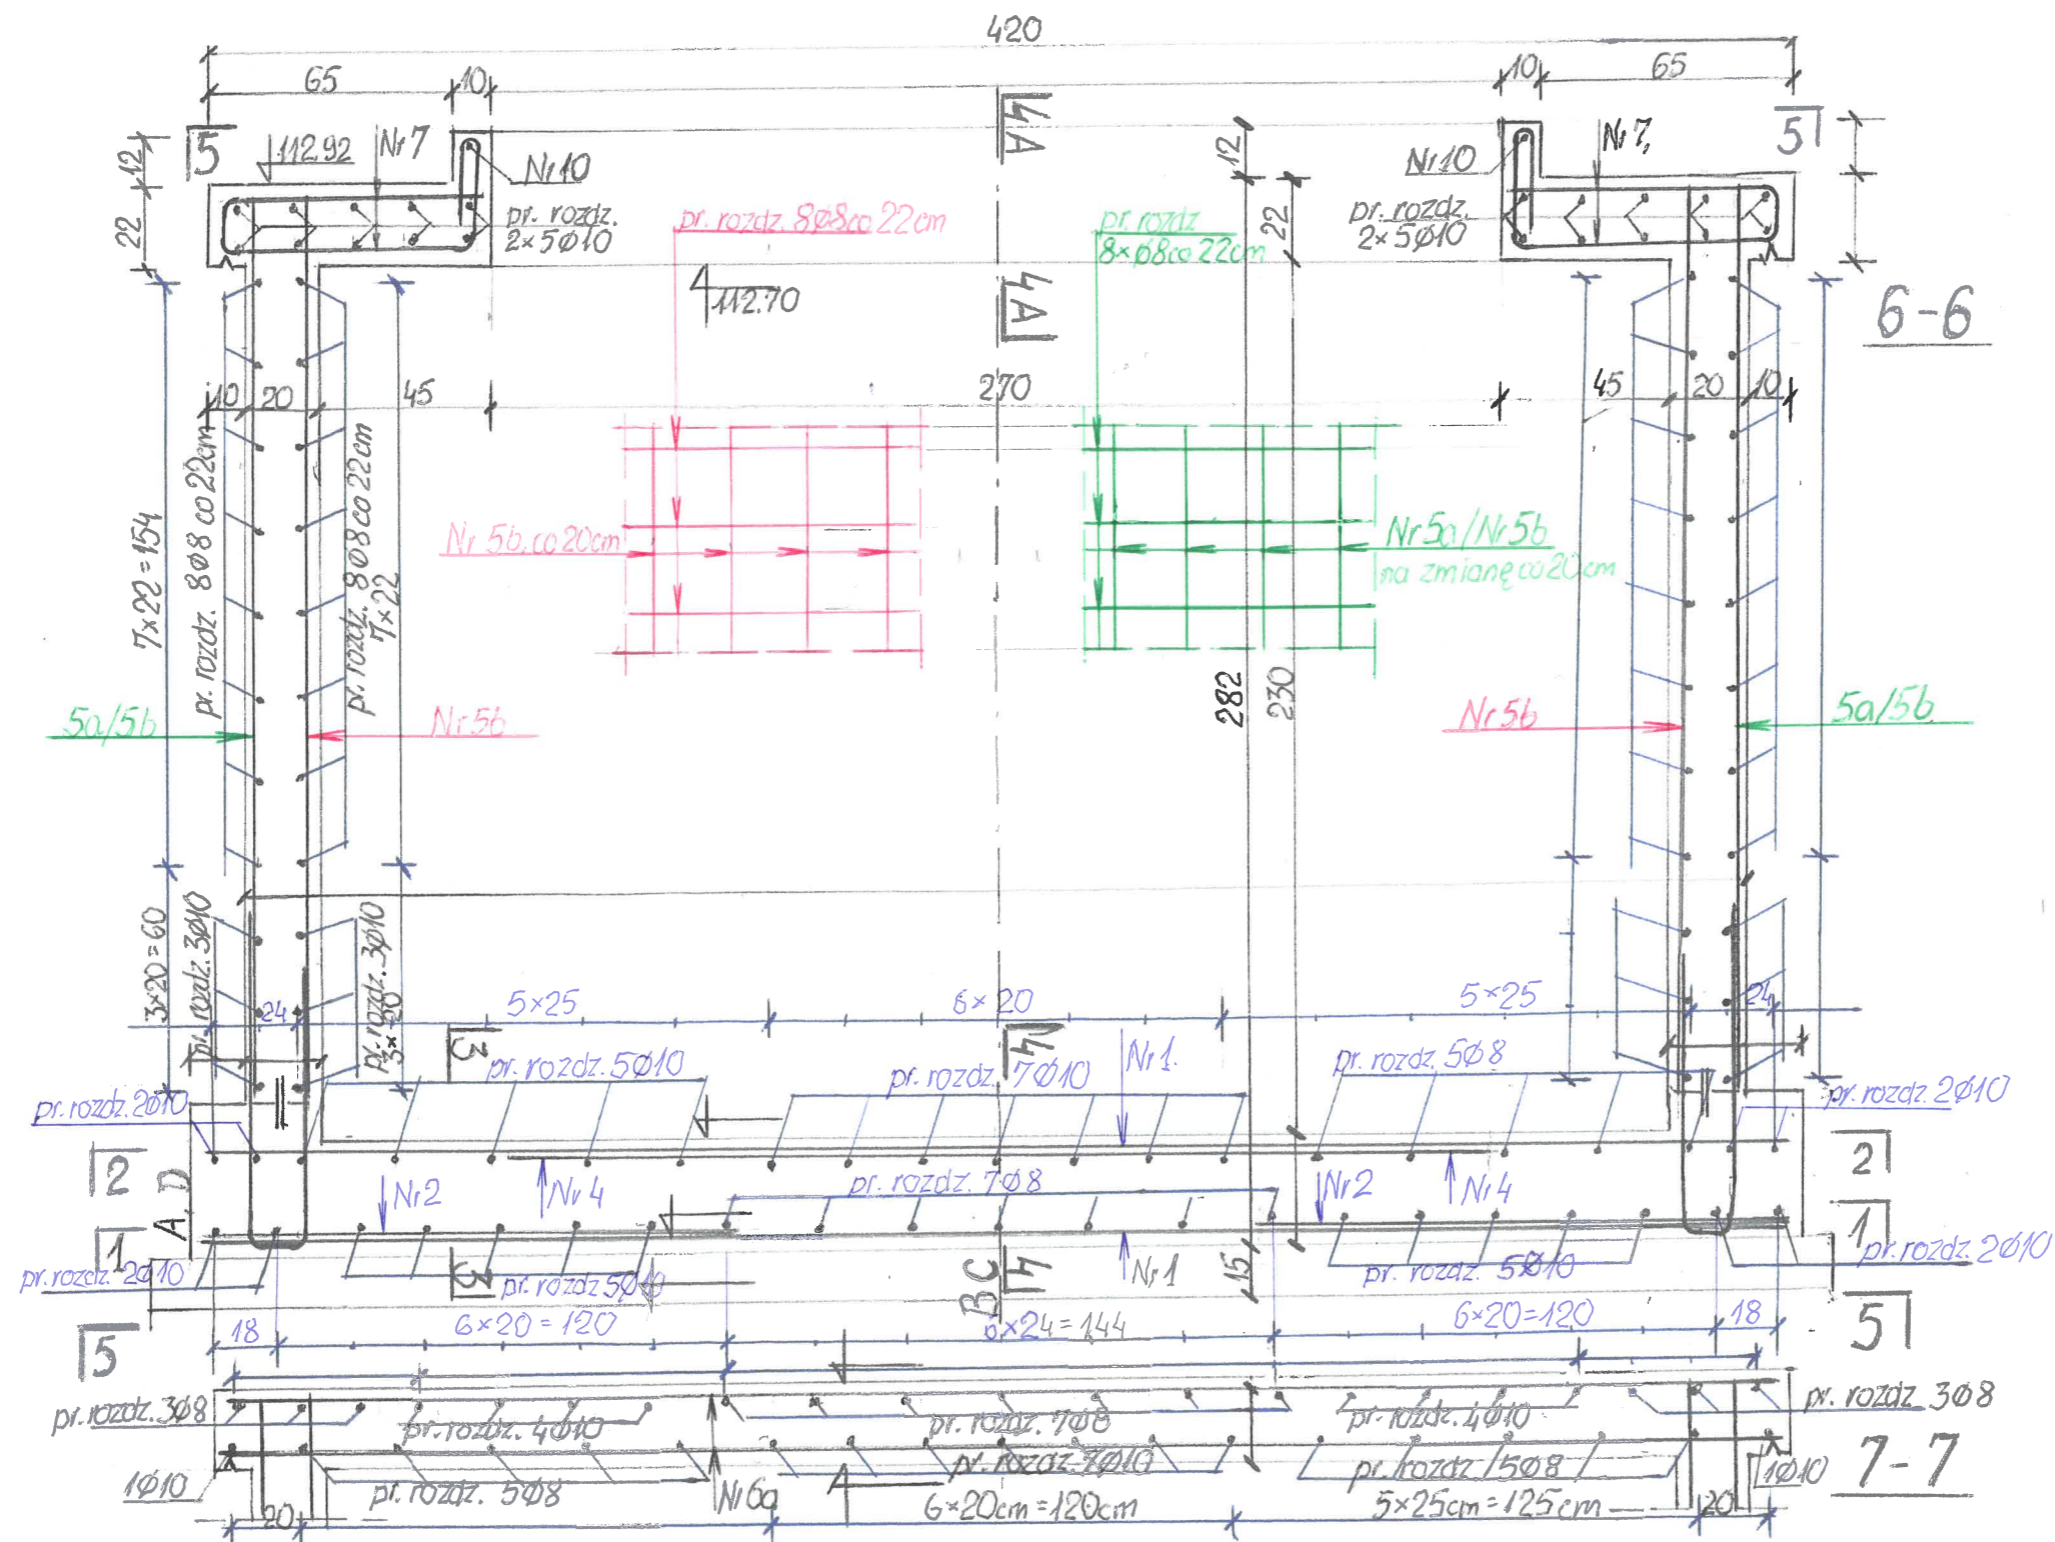 420
65
10
10
65
5
112.92
Nr 7
Nr 10
12
22
pr. rozdz.
2×5Ø10
pr. rozdz. 8Ø8 co 22cm
4A
4A
112.70
pr. rozdz
8×Ø8 co 22cm
12
22
Nr 10
Nr 7,
5
pr. rozdz.
2×5Ø10
6-6
10
20
45
270
45
20
10
7×22=154
pr. rozdz. 8Ø8 co 22cm
pr. rozdz. 8Ø8 co 22cm
7×22
Nr 5b, co 20cm
Nr 5a/Nr 5b
na zmianę co 20cm
282
230
5a/5b
Nr 5b
Nr 5b
5a/5b
3×20=60
pr. rozdz. 3Ø10
pr. rozdz. 3Ø10
3×20
24
5×25
6×20
5×25
24
3
4
Nr 1.
pr. rozdz. 5Ø10
pr. rozdz. 7Ø10
pr. rozdz. 5Ø8
pr. rozdz. 2Ø10
pr. rozdz. 2Ø10
2
A, D
Nr 2
Nr 4
pr. rozdz. 7Ø8
Nr 2
Nr 4
2
1
1
pr. rozdz. 2Ø10
3
pr. rozdz. 5Ø10
BC
4
Nr 1
15
pr. rozdz. 5Ø10
pr. rozdz. 2Ø10
5
18
6×20=120
6×24=144
6×20=120
18
5
pr. rozdz. 3Ø8
pr. rozdz. 4Ø10
pr. rozdz. 7Ø8
pr. rozdz. 4Ø10
pr. rozdz. 3Ø8
pr. rozdz. 7Ø10
1Ø10
pr. rozdz. 5Ø8
Nr 6a
pr. rozdz. 5Ø8
1Ø10
7-7
20
6×20cm=120cm
5×25cm=125cm
20